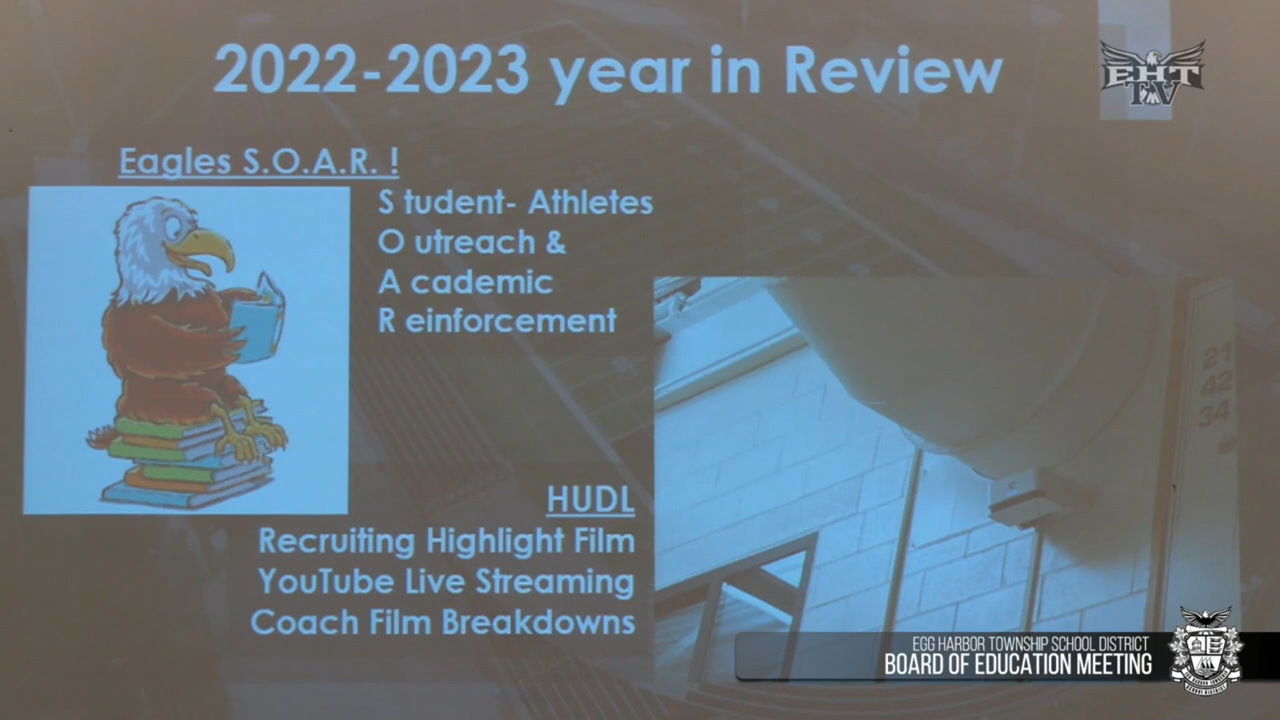 2022-2023 year in Review
EHT
TV
Eagles S.O.A.R. !
S tudent- Athletes
O utreach &
A cademic
R einforcement
21
42
34
HUDL
Recruiting Highlight Film
YouTube Live Streaming
Coach Film Breakdowns
EGG HARBOR TOWNSHIP SCHOOL DISTRICT
BOARD OF EDUCATION MEETING